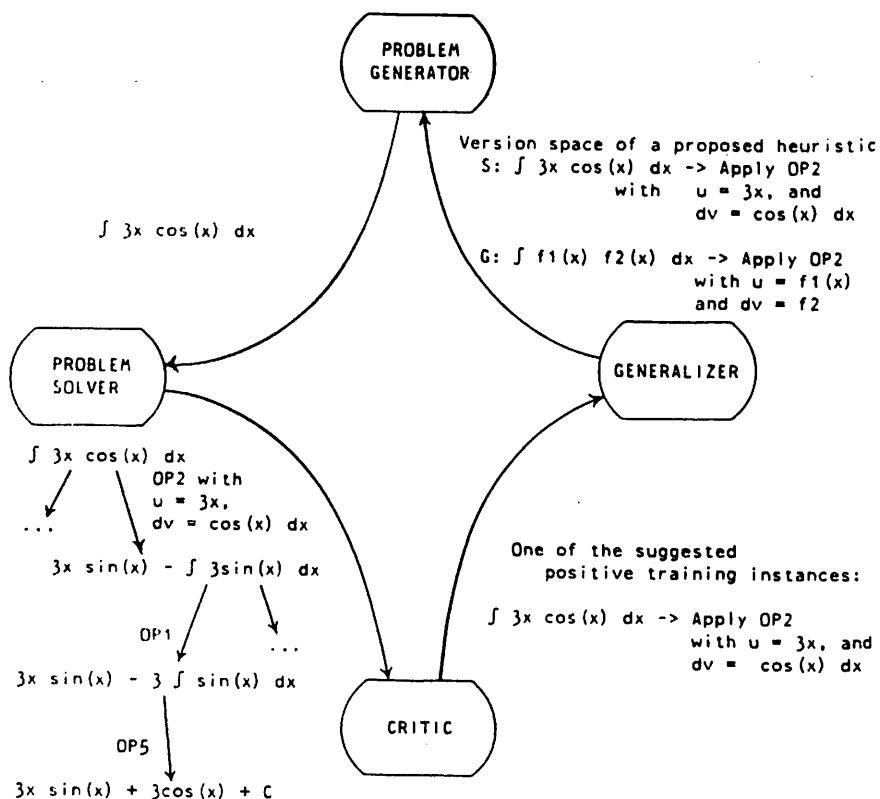 PROBLEM
GENERATOR
Version space of a proposed heuristic
S: ∫ 3x cos(x) dx -> Apply OP2
with u = 3x, and
dv = cos(x) dx
∫ 3x cos(x) dx
G: ∫ f1(x) f2(x) dx -> Apply OP2
with u = f1(x)
and dv = f2
PROBLEM
SOLVER
GENERALIZER
∫ 3x cos(x) dx
OP2 with
u = 3x,
dv = cos(x) dx
...
3x sin(x) - ∫ 3sin(x) dx
OP1
...
3x sin(x) - 3 ∫ sin(x) dx
OP5
3x sin(x) + 3cos(x) + C
One of the suggested
positive training instances:
∫ 3x cos(x) dx -> Apply OP2
with u = 3x, and
dv = cos(x) dx
CRITIC